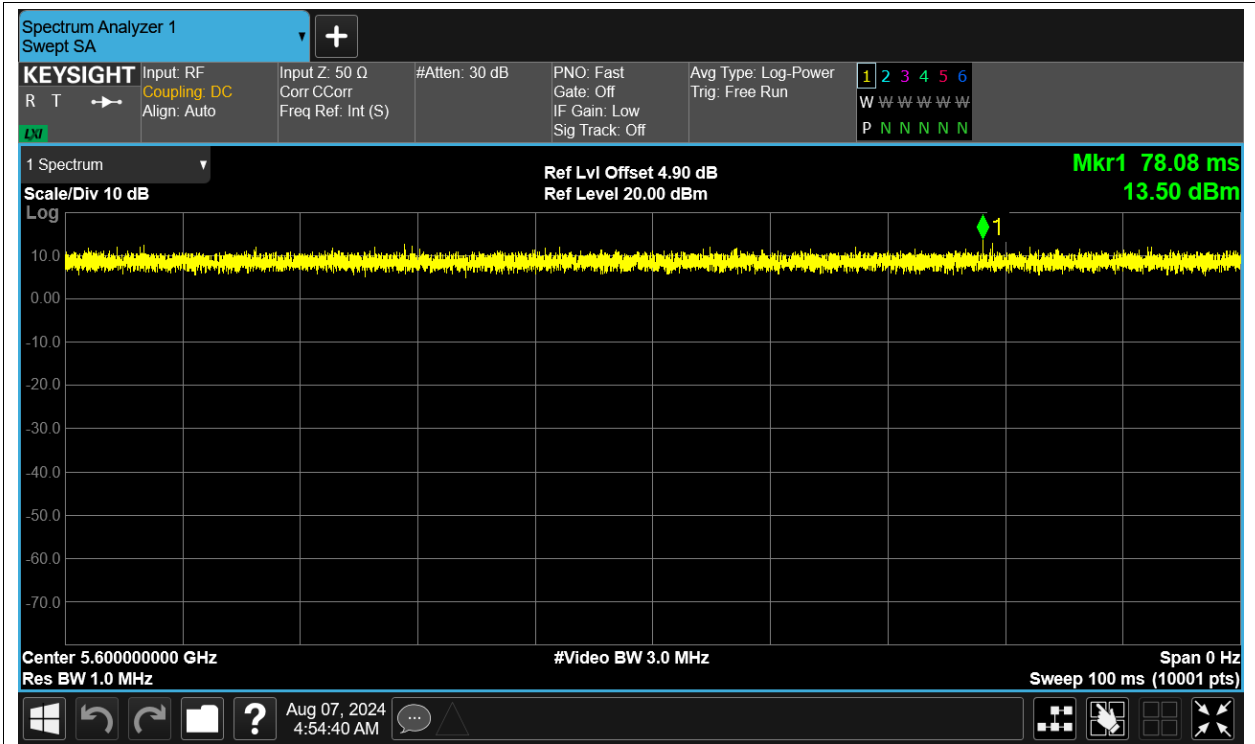 Spectrum Analyzer 1
Swept SA
+
KEYSIGHT
R T
LXI
Input: RF
Coupling: DC
Align: Auto
Input Z: 50 Ω
Corr CCorr
Freq Ref: Int (S)
#Atten: 30 dB
PNO: Fast
Gate: Off
IF Gain: Low
Sig Track: Off
Avg Type: Log-Power
Trig: Free Run
1 2 3 4 5 6
W W W W W W
P N N N N N
1 Spectrum
Scale/Div 10 dB
Log
Ref Lvl Offset 4.90 dB
Ref Level 20.00 dBm
Mkr1 78.08 ms
13.50 dBm
1
10.0
0.00
-10.0
-20.0
-30.0
-40.0
-50.0
-60.0
-70.0
Center 5.600000000 GHz
Res BW 1.0 MHz
#Video BW 3.0 MHz
Span 0 Hz
Sweep 100 ms (10001 pts)
?
Aug 07, 2024
4:54:40 AM